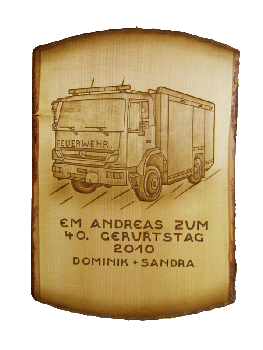 FEUERWEHR
EM ANDREAS ZUM
40. GEBURTSTAG
2010
DOMINIK + SANDRA